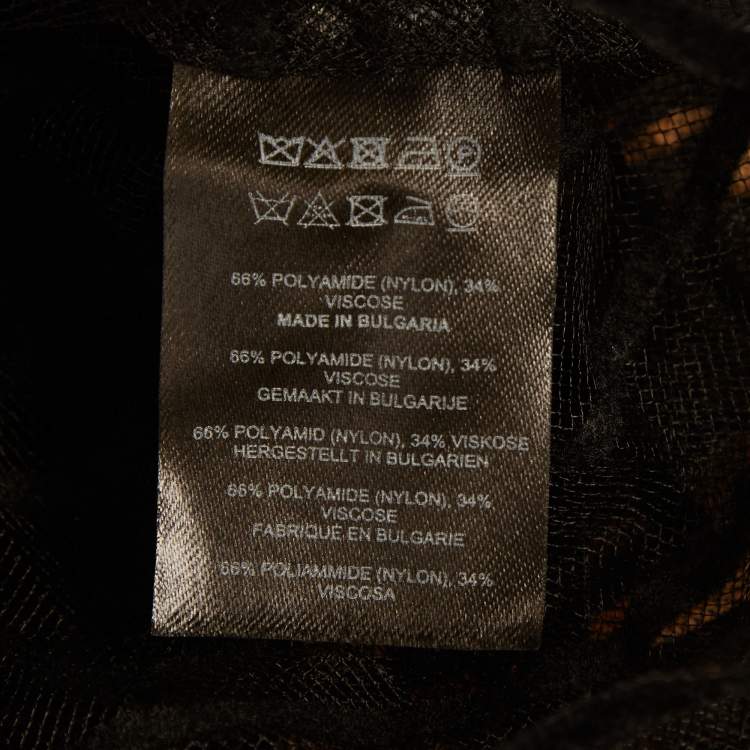 66% POLYAMIDE (NYLON), 34%
VISCOSE
MADE IN BULGARIA
66% POLYAMIDE (NYLON), 34%
VISCOSE
GEMAAKT IN BULGARIJE
66% POLYAMID (NYLON), 34% VISKOSE
HERGESTELLT IN BULGARIEN
66% POLYAMIDE (NYLON), 34%
VISCOSE
FABRIQUE EN BULGARIE
66% POLIAMMIDE (NYLON), 34%
VISCOSA